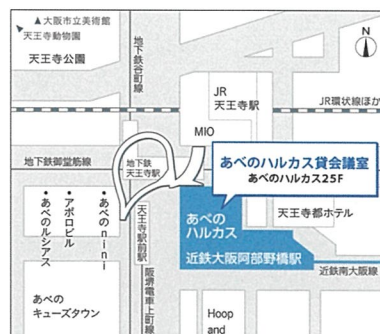 ▲大阪市立美術館
天王寺動物園
天王寺公園
地下鉄谷町線
N
JR
天王寺駅
JR環状線ほか
MIO
地下鉄御堂筋線
地下鉄
天王寺駅
あべのハルカス貸会議室
あべのハルカス25F
•あべのnini
•アポロビル
•あべのルシアス
天王寺駅前駅
あべの
ハルカス
天王寺都ホテル
近鉄大阪阿部野橋駅
近鉄南大阪線
阪堺電車上町線
あべの
キューズタウン
Hoop
and